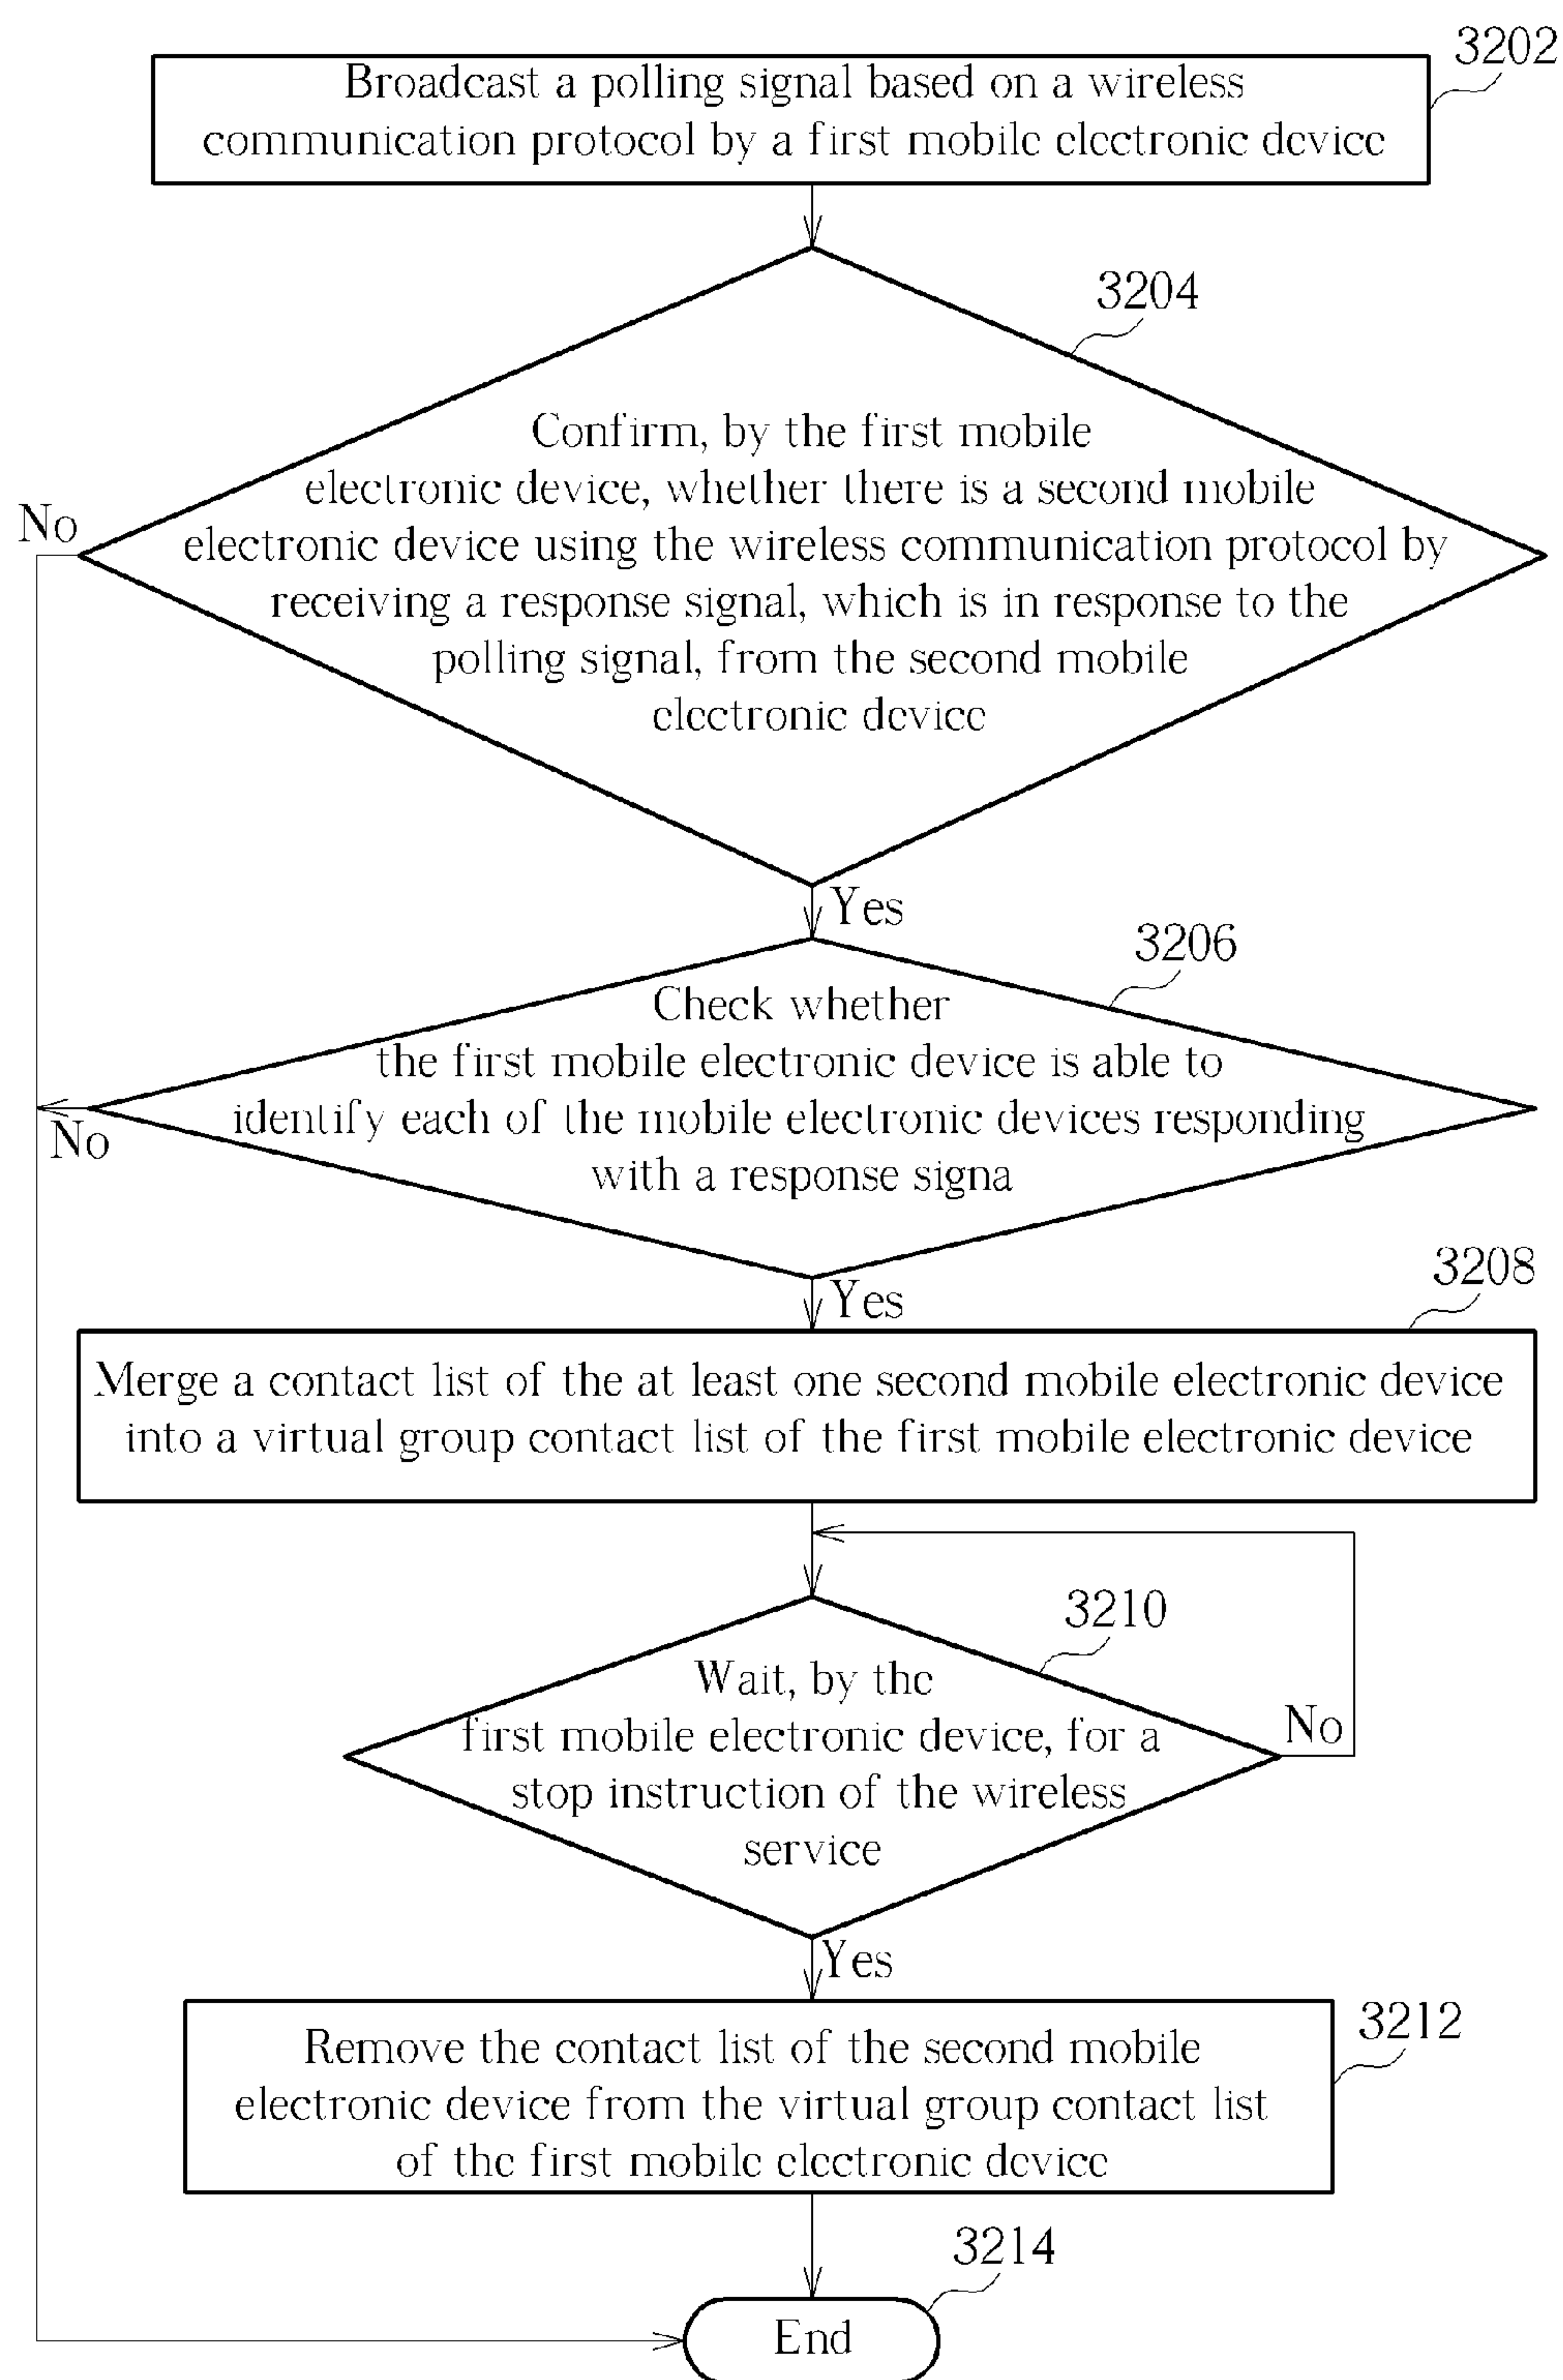 3202
Broadcast a polling signal based on a wireless
communication protocol by a first mobile electronic device
3204
Confirm, by the first mobile
electronic device, whether there is a second mobile
No
electronic device using the wireless communication protocol by
receiving a response signal, which is in response to the
polling signal, from the second mobile
electronic device
Yes
3206
Check whether
the first mobile electronic device is able to
identify each of the mobile electronic devices responding
No
with a response signa
3208
Yes
Merge a contact list of the at least one second mobile electronic device
into a virtual group contact list of the first mobile electronic device
3210
Wait, by the
first mobile electronic device, for a
No
stop instruction of the wireless
service
Yes
3212
Remove the contact list of the second mobile
electronic device from the virtual group contact list
of the first mobile electronic device
3214
End